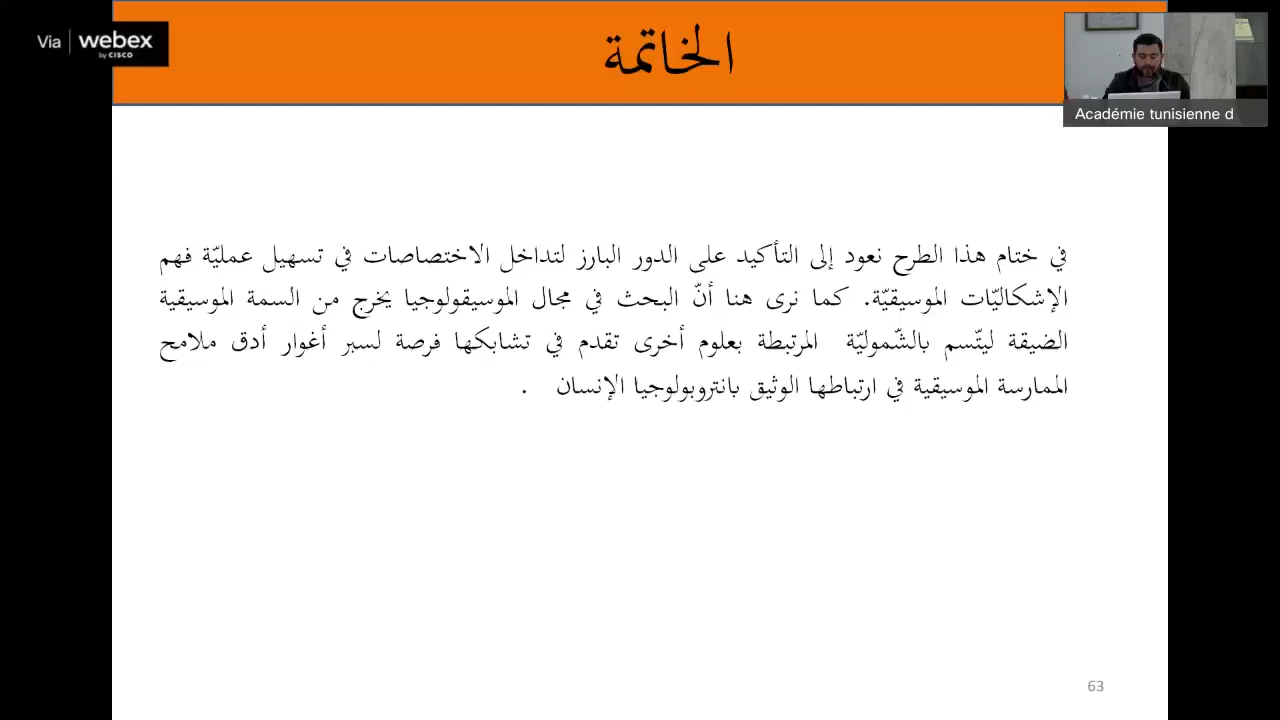 Via webex
by CISCO
الخاتمة
Académie tunisienne d
في ختام هذا الطرح نعود إلى التأكيد على الدور البارز لتداخل الاختصاصات في تسهيل عمليّة فهم
الإشكاليّات الموسيقيّة. كما نرى هنا أنّ البحث في مجال الموسيقولوجيا يخرج من السمة الموسيقية
الضيقة ليتّسم بالشّموليّة المرتبطة بعلوم أخرى تقدم في تشابكها فرصة لسبر أغوار أدق ملامح
الممارسة الموسيقية في ارتباطها الوثيق بانتروبولوجيا الإنسان .
63